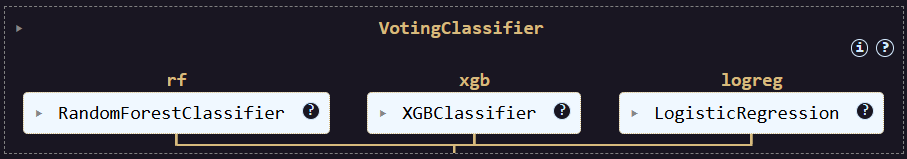 VotingClassifier
i ?
rf xgb logreg
RandomForestClassifier ? XGBClassifier ? LogisticRegression ?